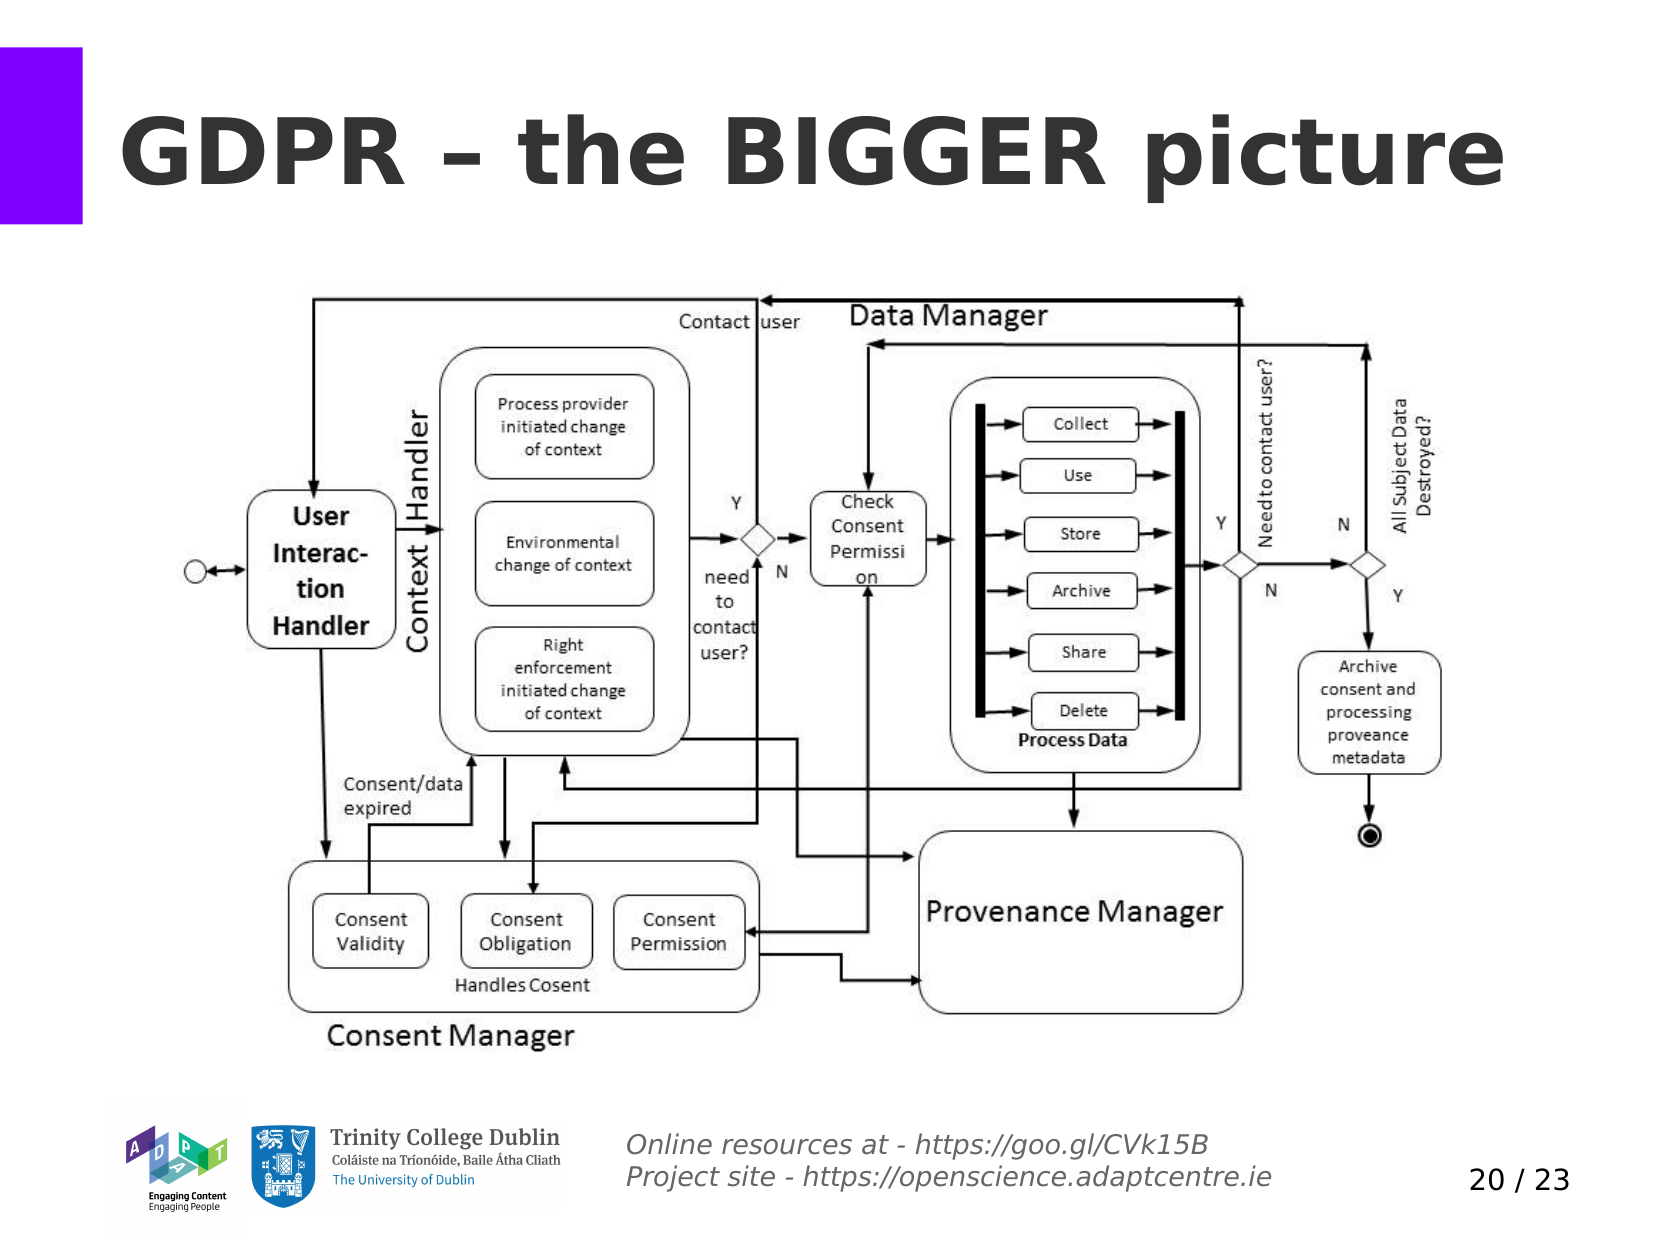 GDPR – the BIGGER picture
Contact user
Data Manager
Process provider
initiated change
of context
Environmental
change of context
Right
enforcement
initiated change
of context
Context Handler
User
Interac-
tion
Handler
Y
N
need
to
contact
user?
Check
Consent
Permissi
on
Collect
Use
Store
Archive
Share
Delete
Process Data
Need to contact user?
Y
N
All Subject Data
Destroyed?
N
Y
Archive
consent and
processing
proveance
metadata
Consent/data
expired
Consent
Validity
Consent
Obligation
Consent
Permission
Handles Cosent
Consent Manager
Provenance Manager
ADAPT
Engaging Content
Engaging People
Trinity College Dublin
Coláiste na Tríonóide, Baile Átha Cliath
The University of Dublin
Online resources at - https://goo.gl/CVk15B
Project site - https://openscience.adaptcentre.ie
20 / 23